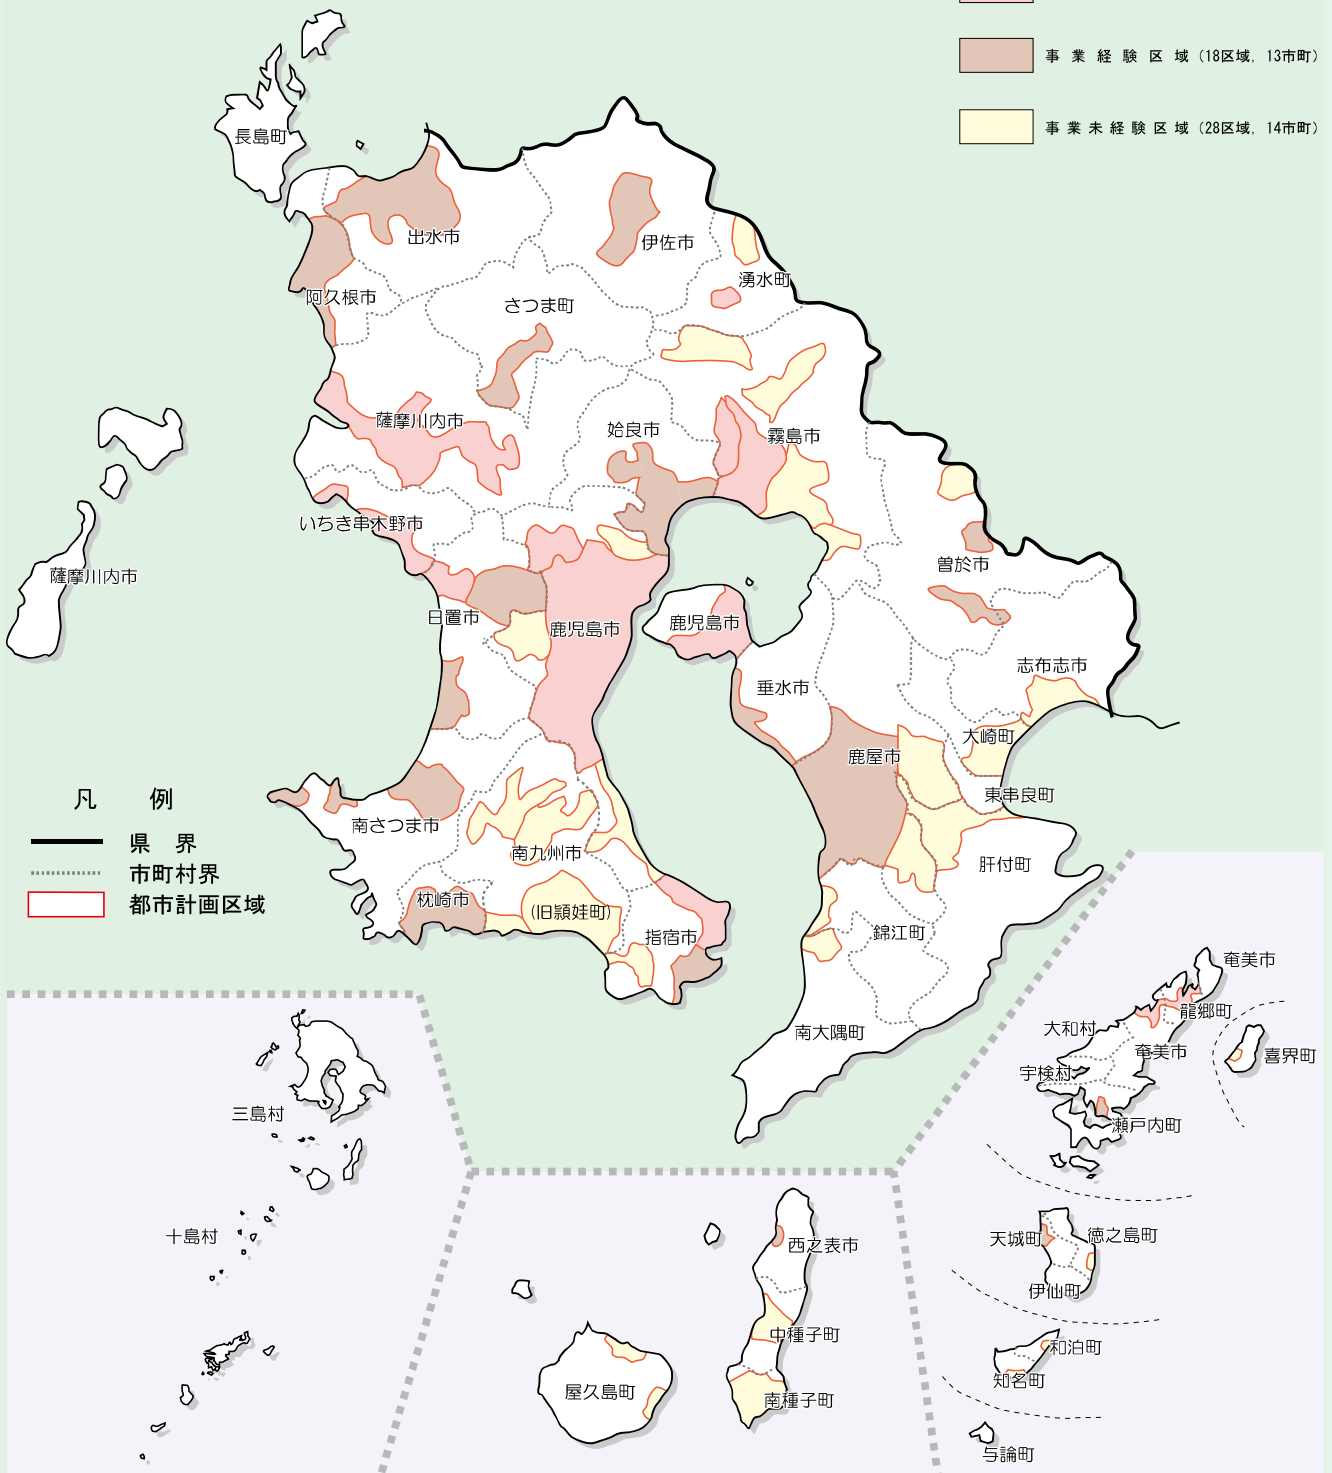 事業経験区域（18区域，13市町）
事業未経験区域（28区域，14市町）
長島町
出水市
伊佐市
湧水町
阿久根市
さつま町
薩摩川内市
姶良市
霧島市
いちき串木野市
曽於市
薩摩川内市
日置市
鹿児島市
鹿児島市
志布志市
垂水市
大崎町
鹿屋市
東串良町
凡　例
県　界
市町村界
都市計画区域
南さつま市
南九州市
肝付町
枕崎市
(旧頴娃町)
指宿市
錦江町
南大隅町
奄美市
龍郷町
大和村
奄美市
喜界町
宇検村
瀬戸内町
三島村
十島村
西之表市
天城町
徳之島町
伊仙町
中種子町
和泊町
知名町
屋久島町
南種子町
与論町